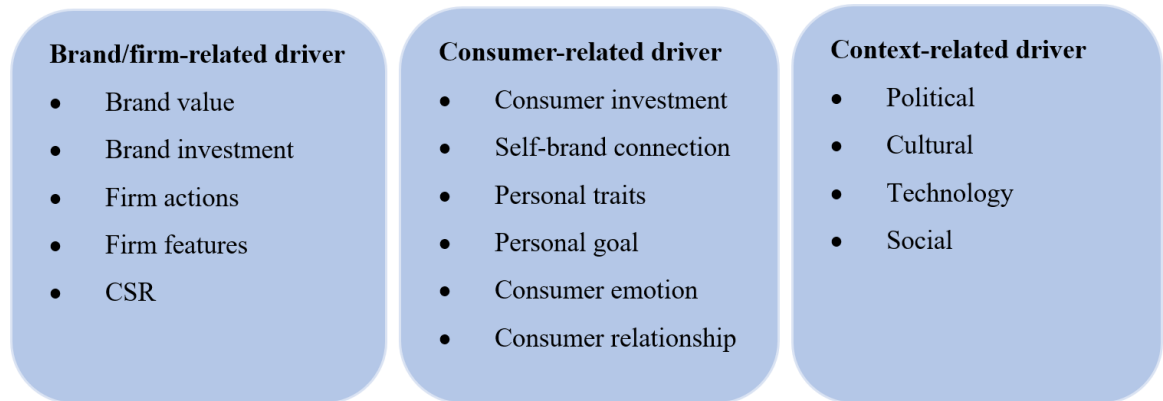 Brand/firm-related driver
• Brand value
• Brand investment
• Firm actions
• Firm features
• CSR
Consumer-related driver
• Consumer investment
• Self-brand connection
• Personal traits
• Personal goal
• Consumer emotion
• Consumer relationship
Context-related driver
• Political
• Cultural
• Technology
• Social